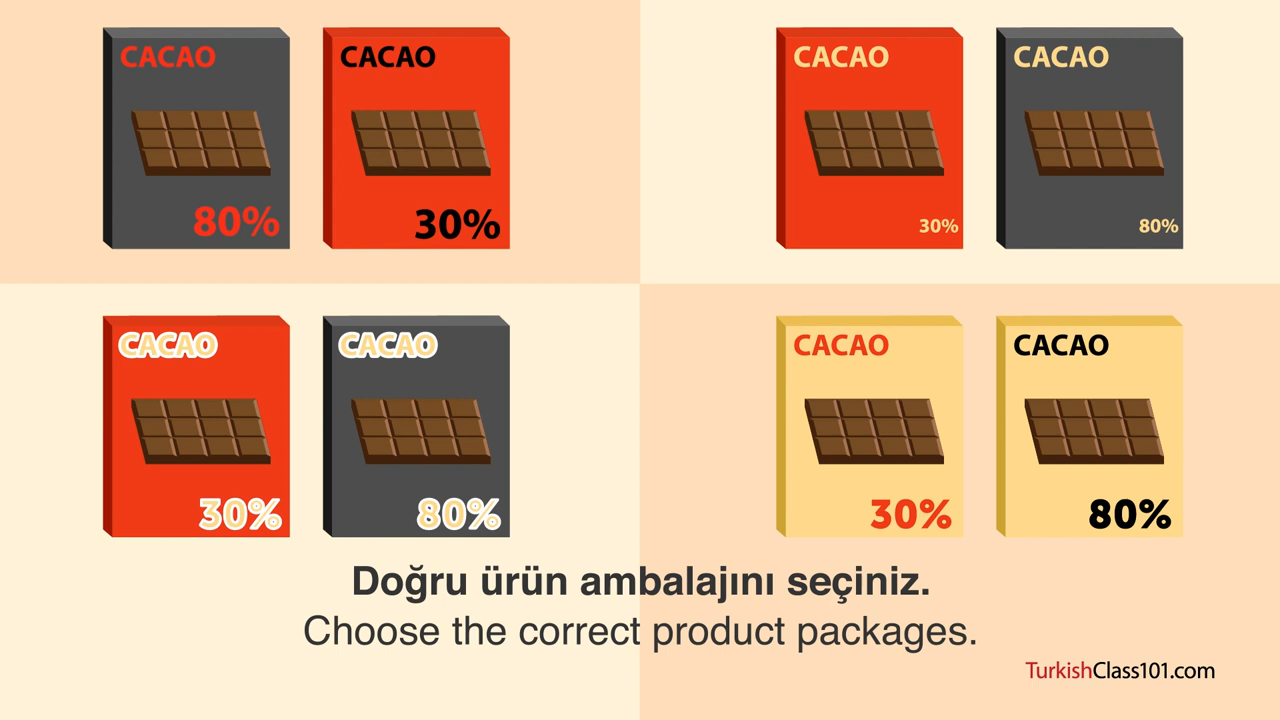 CACAO
80%
CACAO
30%
CACAO
30%
CACAO
80%
CACAO
30%
CACAO
80%
CACAO
30%
CACAO
80%
Doğru ürün ambalajını seçiniz.
Choose the correct product packages.
TurkishClass101.com